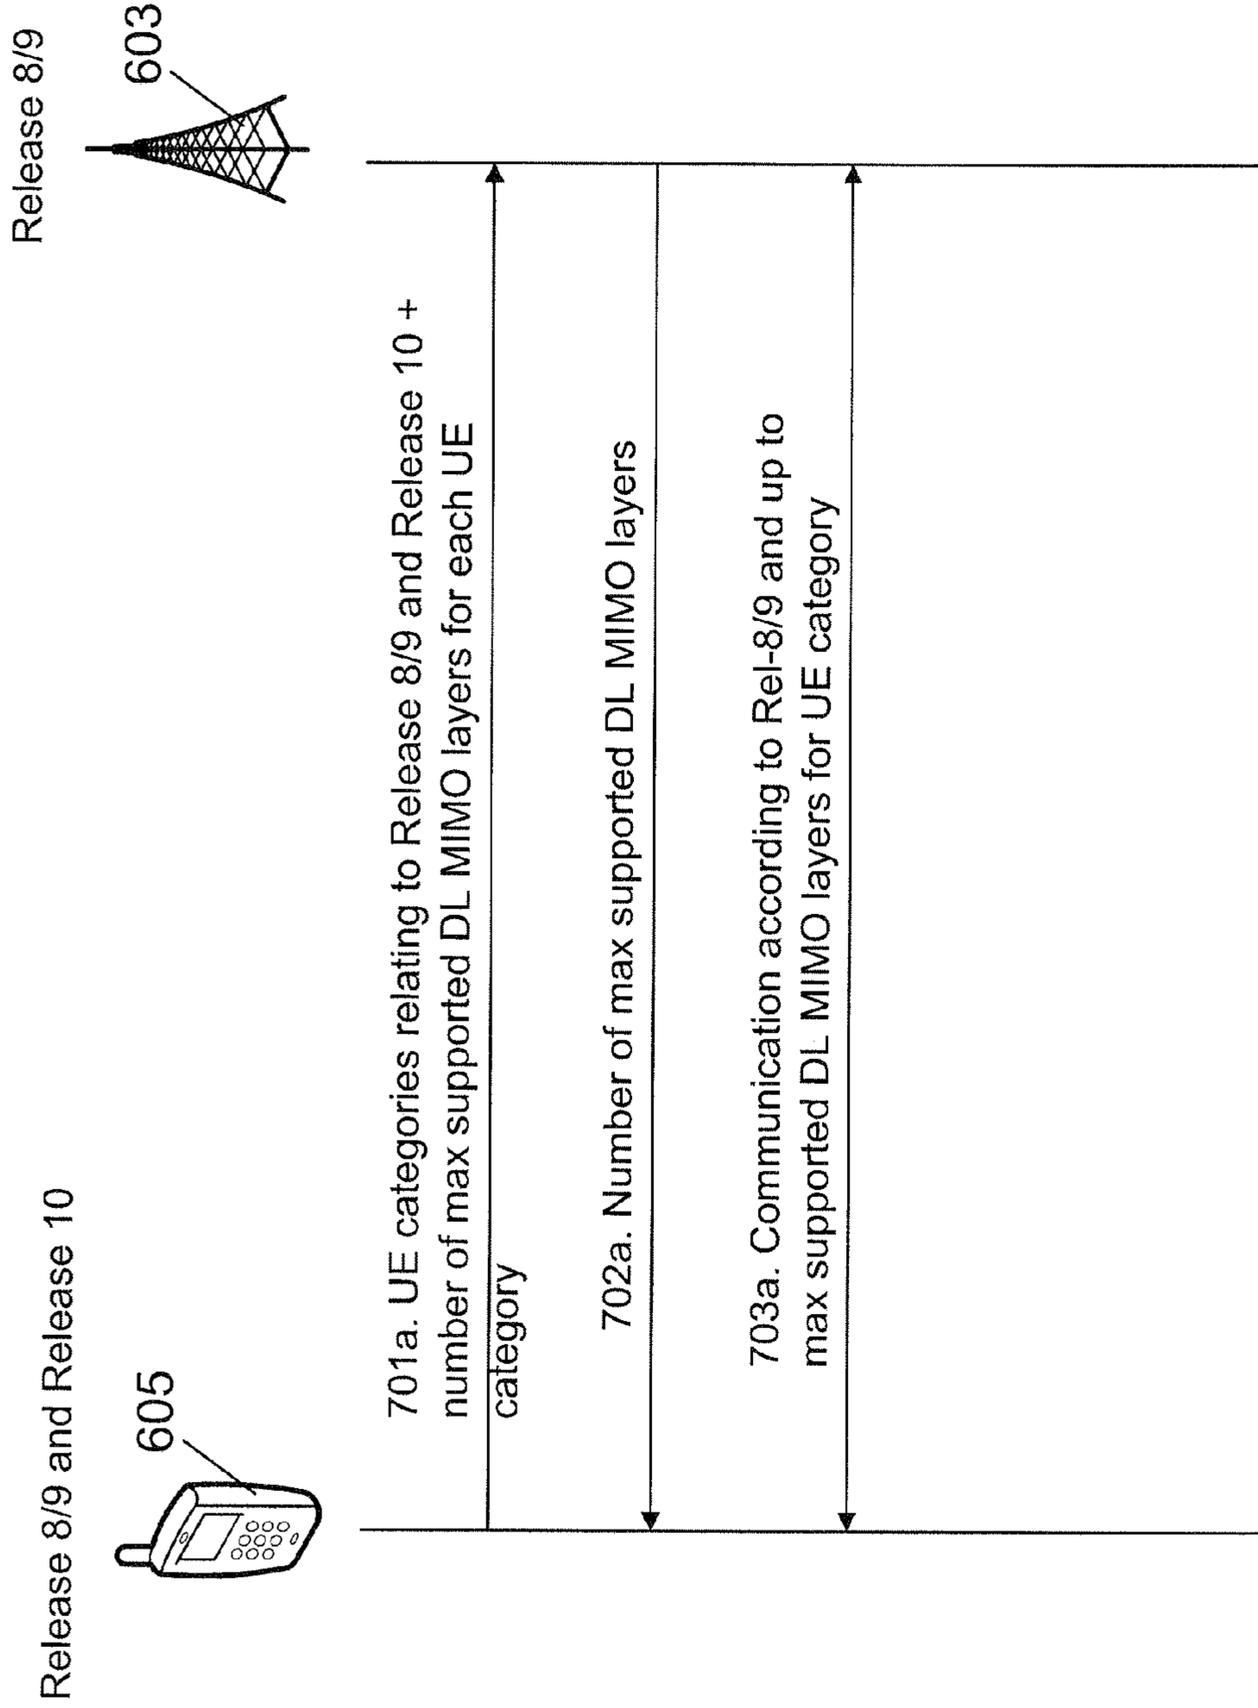 Release 8/9 and Release 10
Release 8/9
605
603
701a. UE categories relating to Release 8/9 and Release 10 +
number of max supported DL MIMO layers for each UE
category
702a. Number of max supported DL MIMO layers
703a. Communication according to Rel-8/9 and up to
max supported DL MIMO layers for UE category